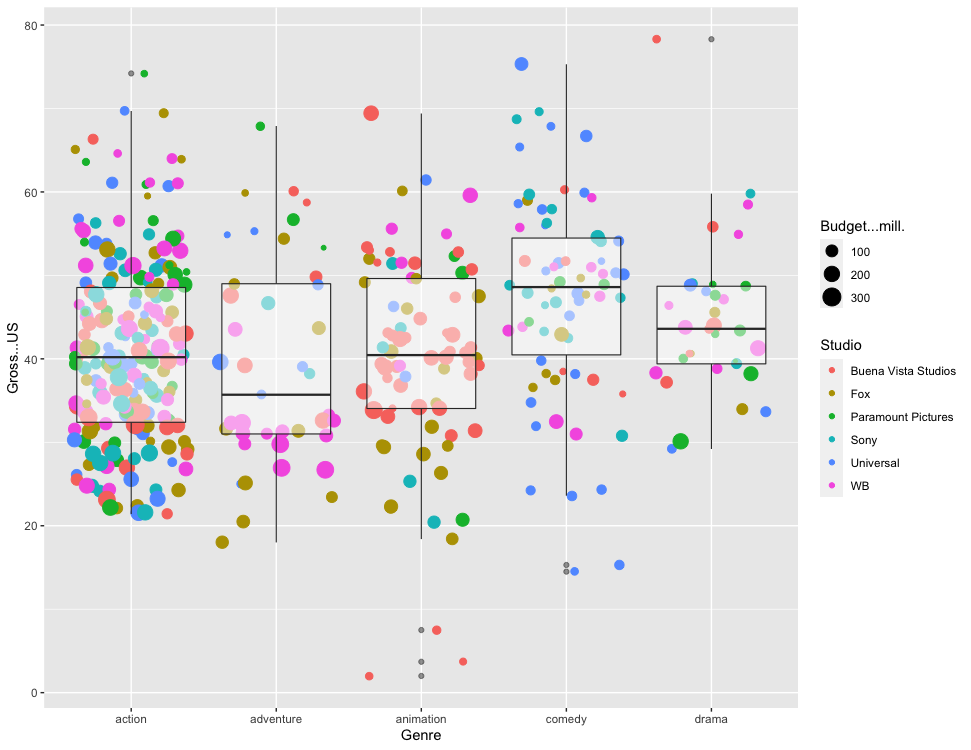 80
60
40
20
0
Gross...US
action
adventure
animation
comedy
drama
Genre
Budget...mill.
100
200
300
Studio
Buena Vista Studios
Fox
Paramount Pictures
Sony
Universal
WB